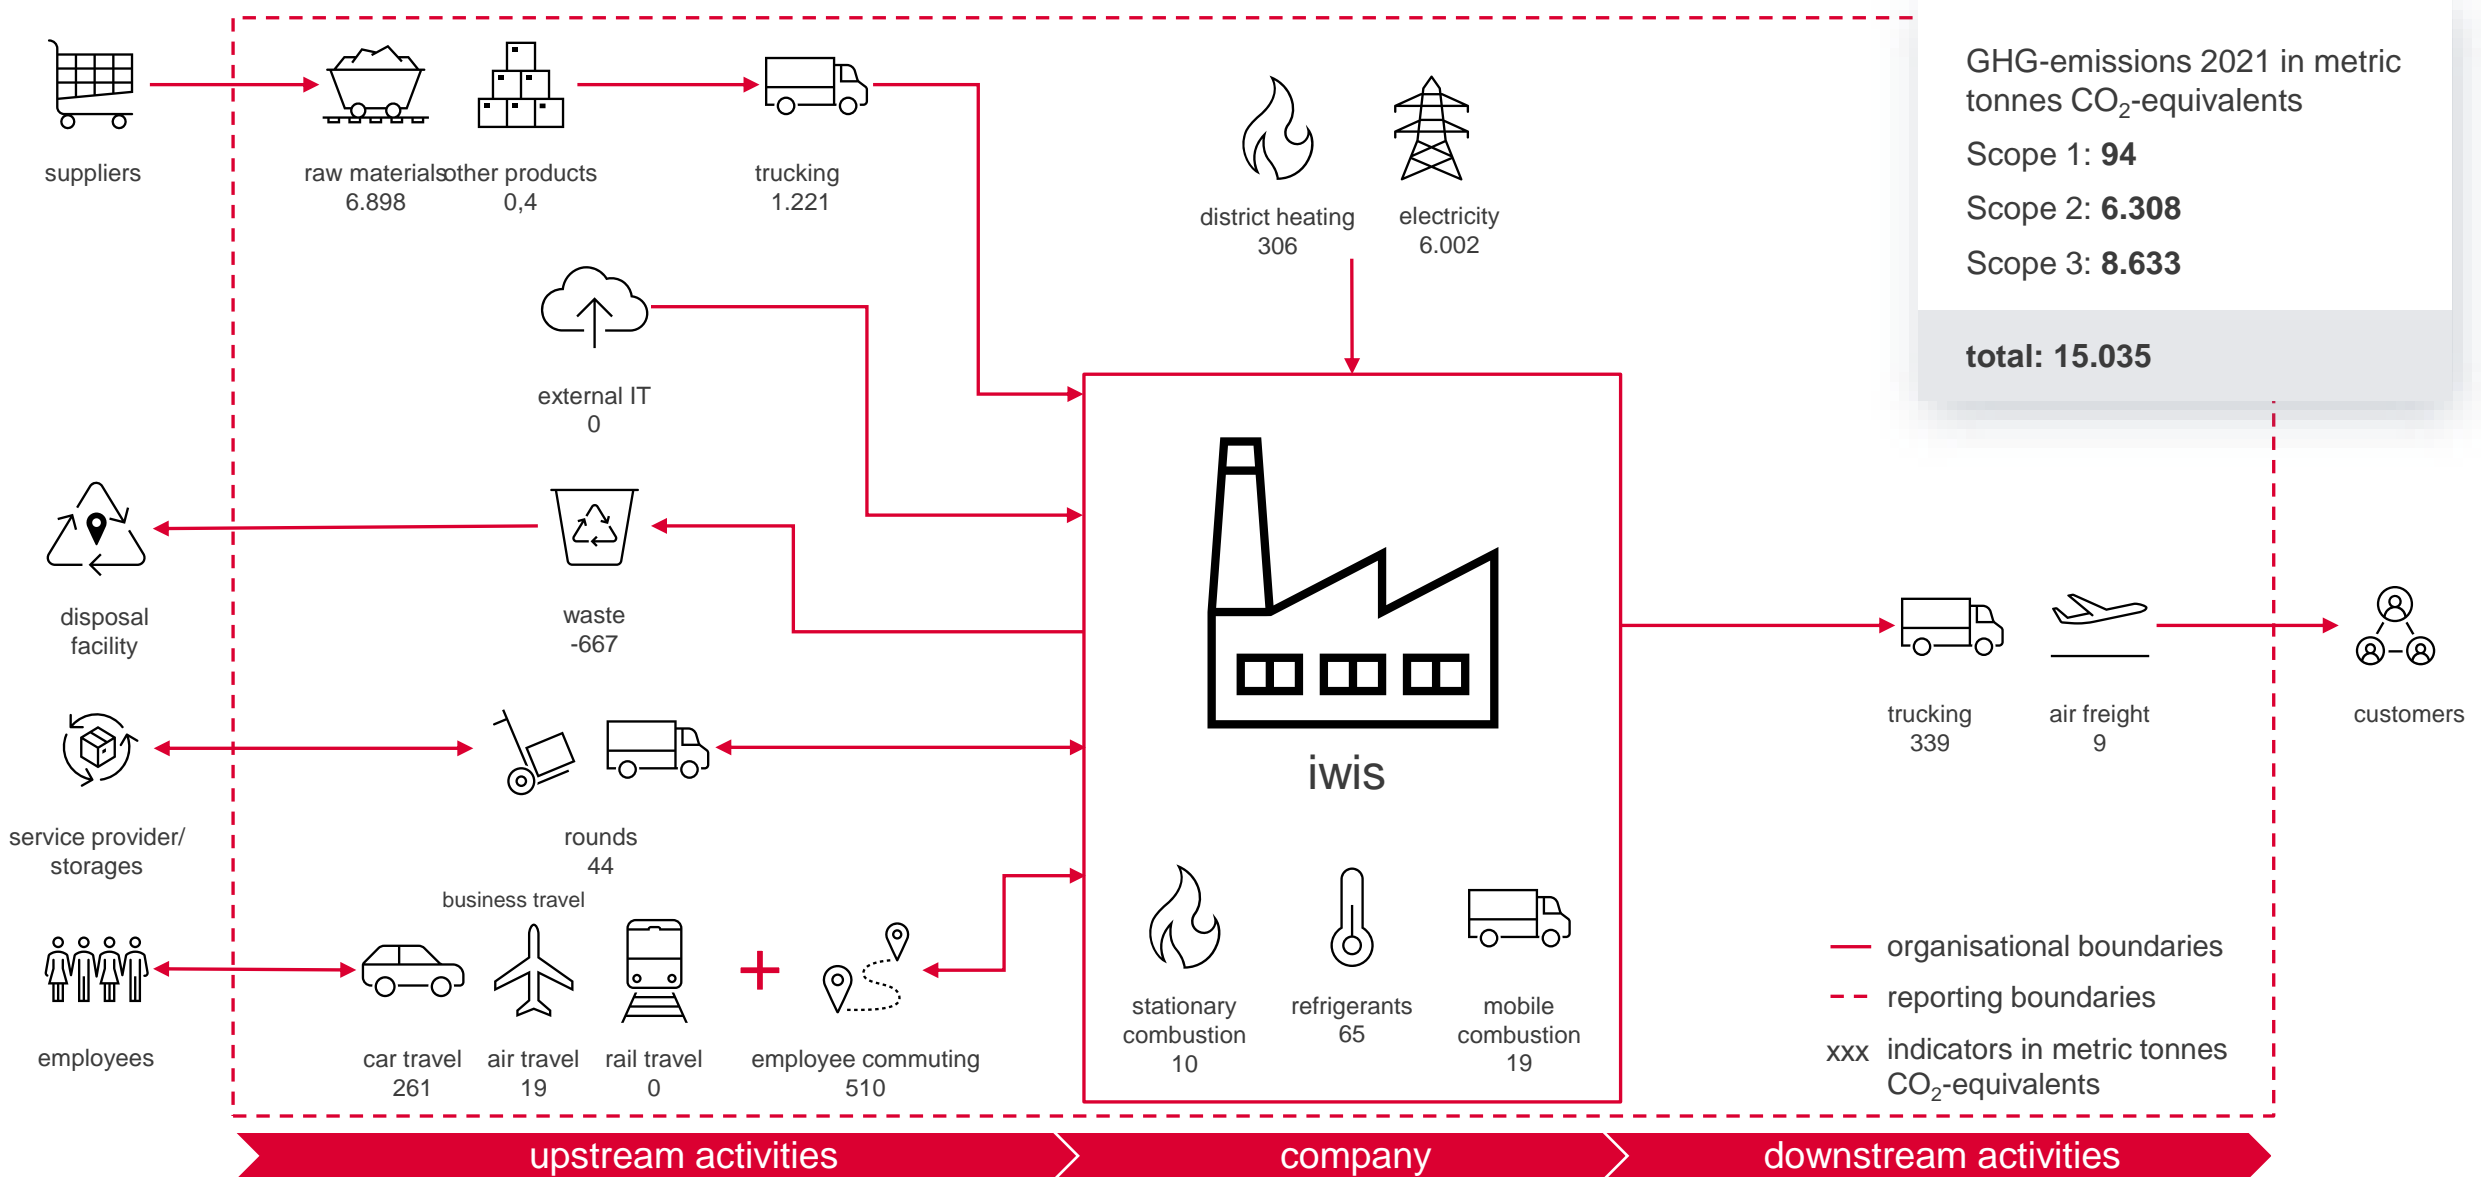 GHG-emissions 2021 in metric
tonnes CO₂-equivalents
Scope 1: 94
Scope 2: 6.308
Scope 3: 8.633
total: 15.035
suppliers
raw materials
6.898
other products
0,4
trucking
1.221
district heating
306
electricity
6.002
external IT
0
disposal
facility
waste
-667
service provider/
storages
rounds
44
business travel
employees
car travel
261
air travel
19
rail travel
0
+
employee commuting
510
iwis
stationary
combustion
10
refrigerants
65
mobile
combustion
19
trucking
339
air freight
9
customers
organisational boundaries
reporting boundaries
xxx indicators in metric tonnes
CO₂-equivalents
upstream activities
company
downstream activities